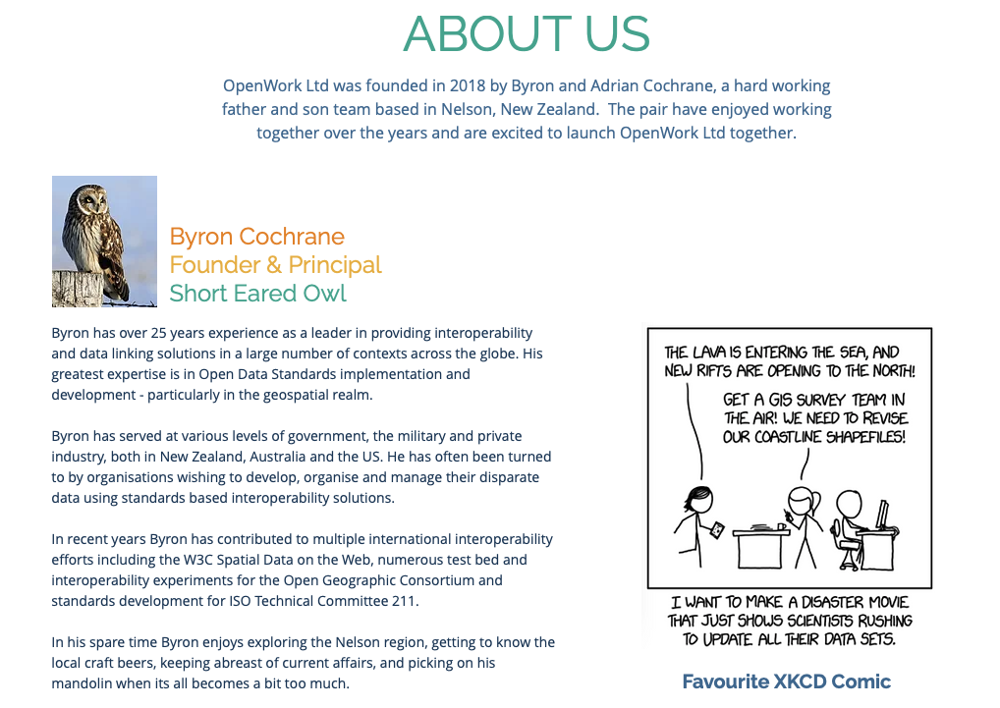 ABOUT US
OpenWork Ltd was founded in 2018 by Byron and Adrian Cochrane, a hard working
father and son team based in Nelson, New Zealand.  The pair have enjoyed working
together over the years and are excited to launch OpenWork Ltd together.
Byron Cochrane
Founder & Principal
Short Eared Owl
Byron has over 25 years experience as a leader in providing interoperability
and data linking solutions in a large number of contexts across the globe. His
greatest expertise is in Open Data Standards implementation and
development - particularly in the geospatial realm.
Byron has served at various levels of government, the military and private
industry, both in New Zealand, Australia and the US. He has often been turned
to by organisations wishing to develop, organise and manage their disparate
data using standards based interoperability solutions.
In recent years Byron has contributed to multiple international interoperability
efforts including the W3C Spatial Data on the Web, numerous test bed and
interoperability experiments for the Open Geographic Consortium and
standards development for ISO Technical Committee 211.
In his spare time Byron enjoys exploring the Nelson region, getting to know the
local craft beers, keeping abreast of current affairs, and picking on his
mandolin when its all becomes a bit too much.
THE LAVA IS ENTERING THE SEA, AND
NEW RIFTS ARE OPENING TO THE NORTH!
GET A GIS SURVEY TEAM IN
THE AIR! WE NEED TO REVISE
OUR COASTLINE SHAPEFILES!
I WANT TO MAKE A DISASTER MOVIE
THAT JUST SHOWS SCIENTISTS RUSHING
TO UPDATE ALL THEIR DATA SETS.
Favourite XKCD Comic